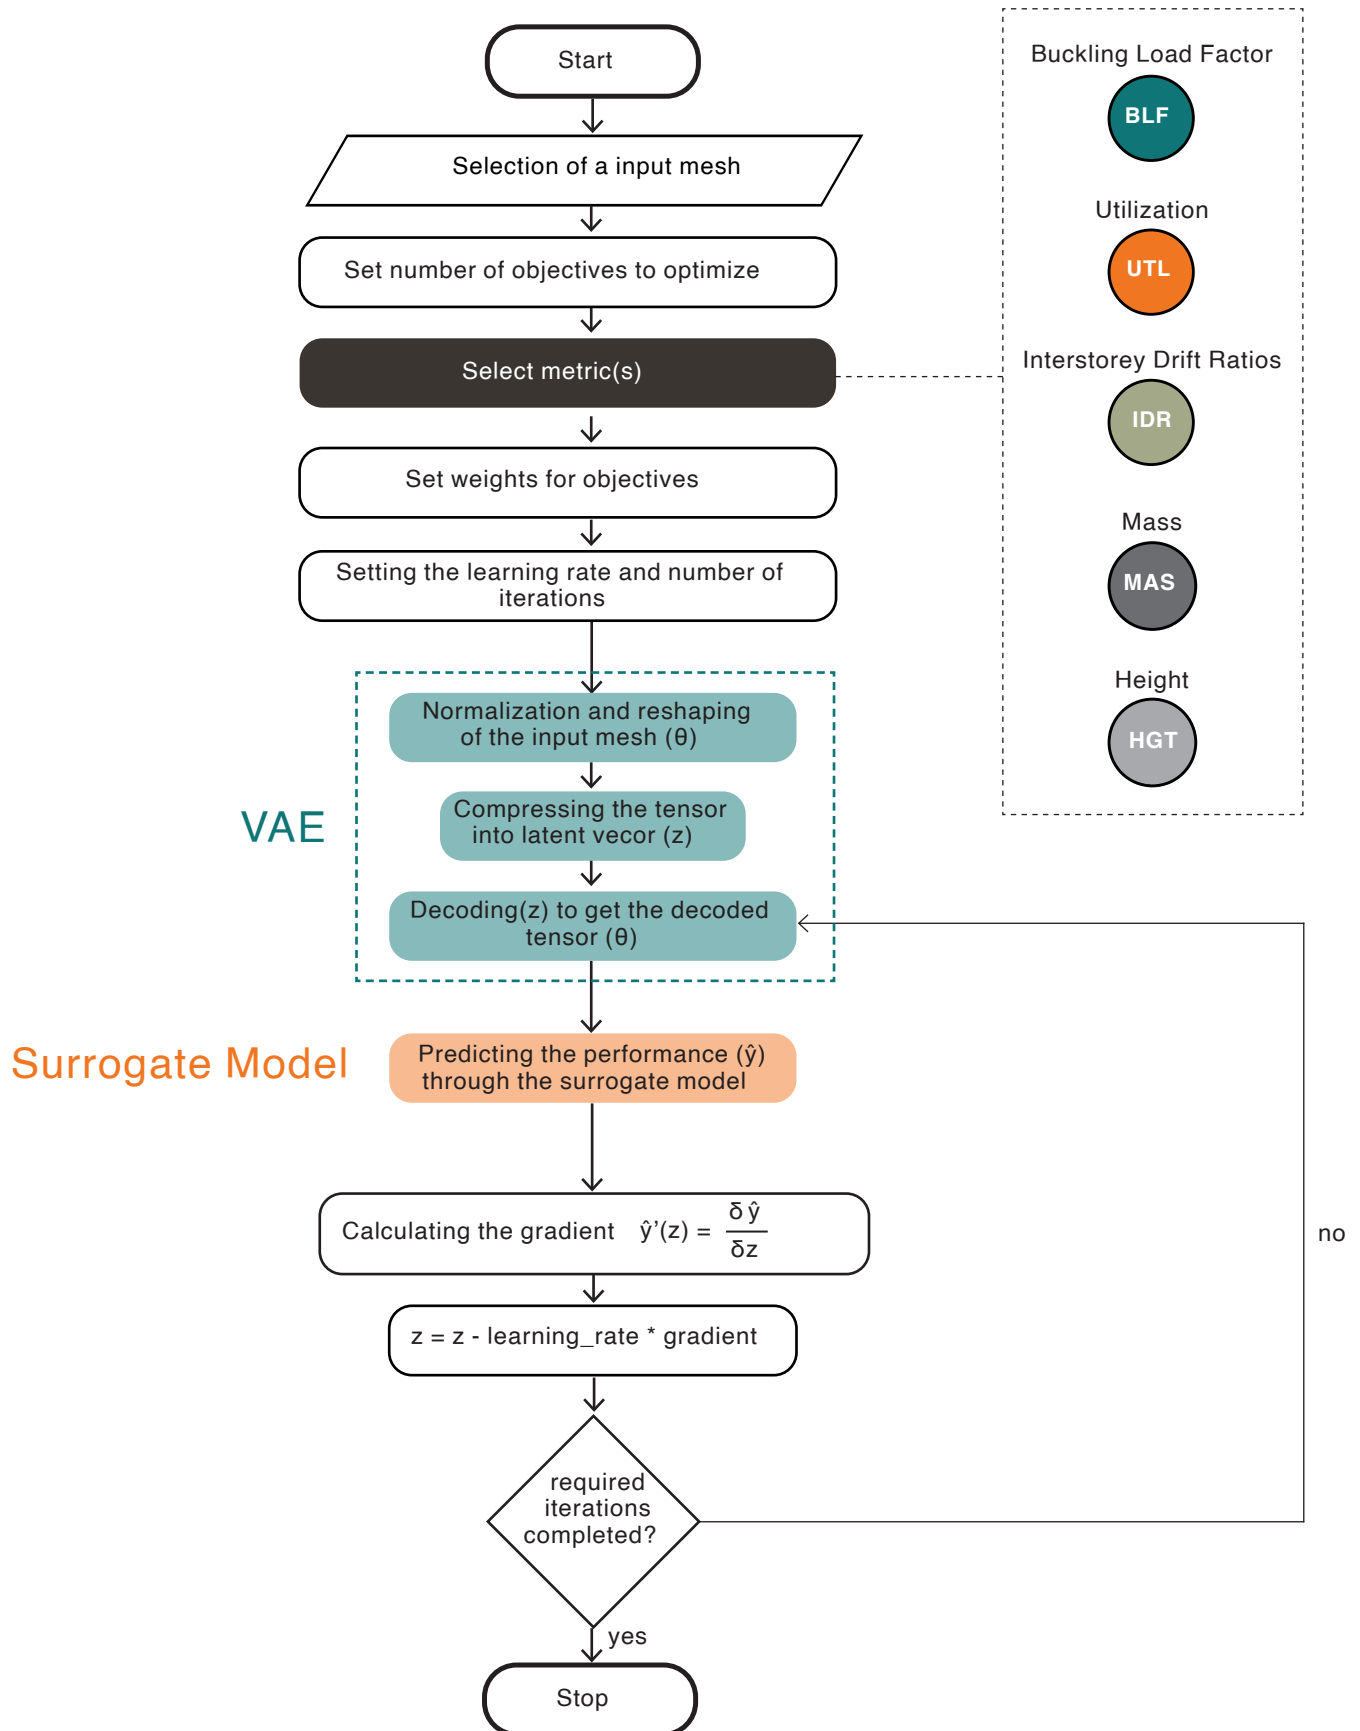 Start
Selection of a input mesh
Set number of objectives to optimize
Select metric(s)
Set weights for objectives
Setting the learning rate and number of
iterations
Buckling Load Factor
BLF
Utilization
UTL
Interstorey Drift Ratios
IDR
Mass
MAS
Height
HGT
VAE
Normalization and reshaping
of the input mesh (θ)
Compressing the tensor
into latent vecor (z)
Decoding(z) to get the decoded
tensor (θ)
Surrogate Model
Predicting the performance (ŷ)
through the surrogate model
Calculating the gradient ŷ'(z) = δ ŷ / δz
z = z - learning_rate * gradient
required
iterations
completed?
no
yes
Stop